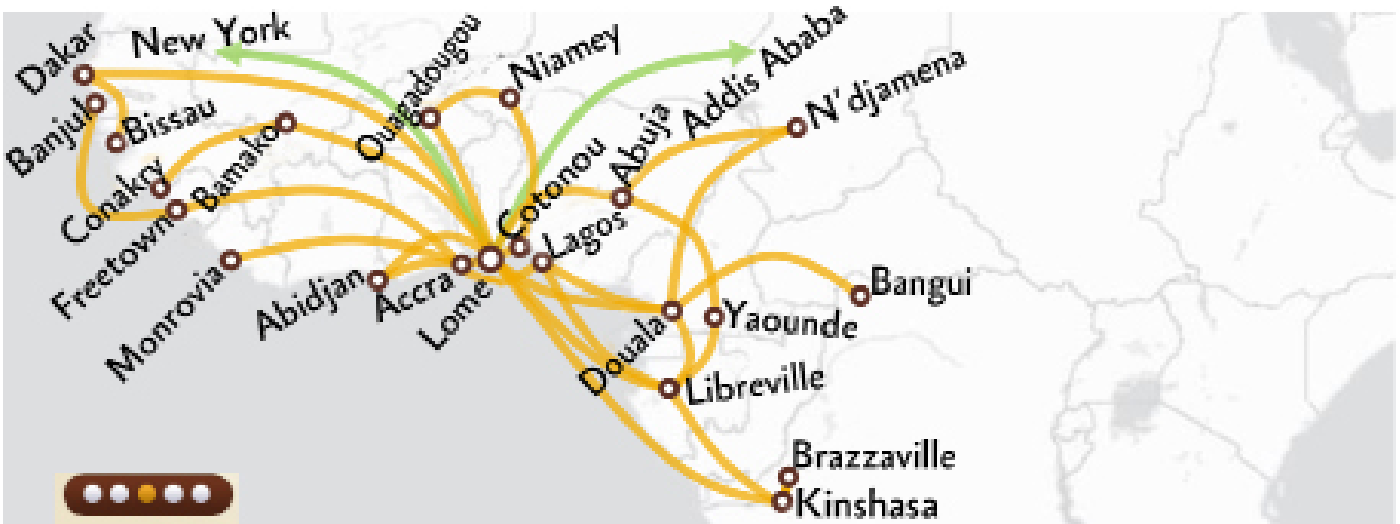 New York
Dakar
Banjul
Bissau
Conakry
Bamako
Freetown
Monrovia
Abidjan
Accra
Lome
Ouagadougou
Niamey
Cotonou
Lagos
Abuja
Addis Ababa
N'djamena
Bangui
Yaounde
Douala
Libreville
Brazzaville
Kinshasa